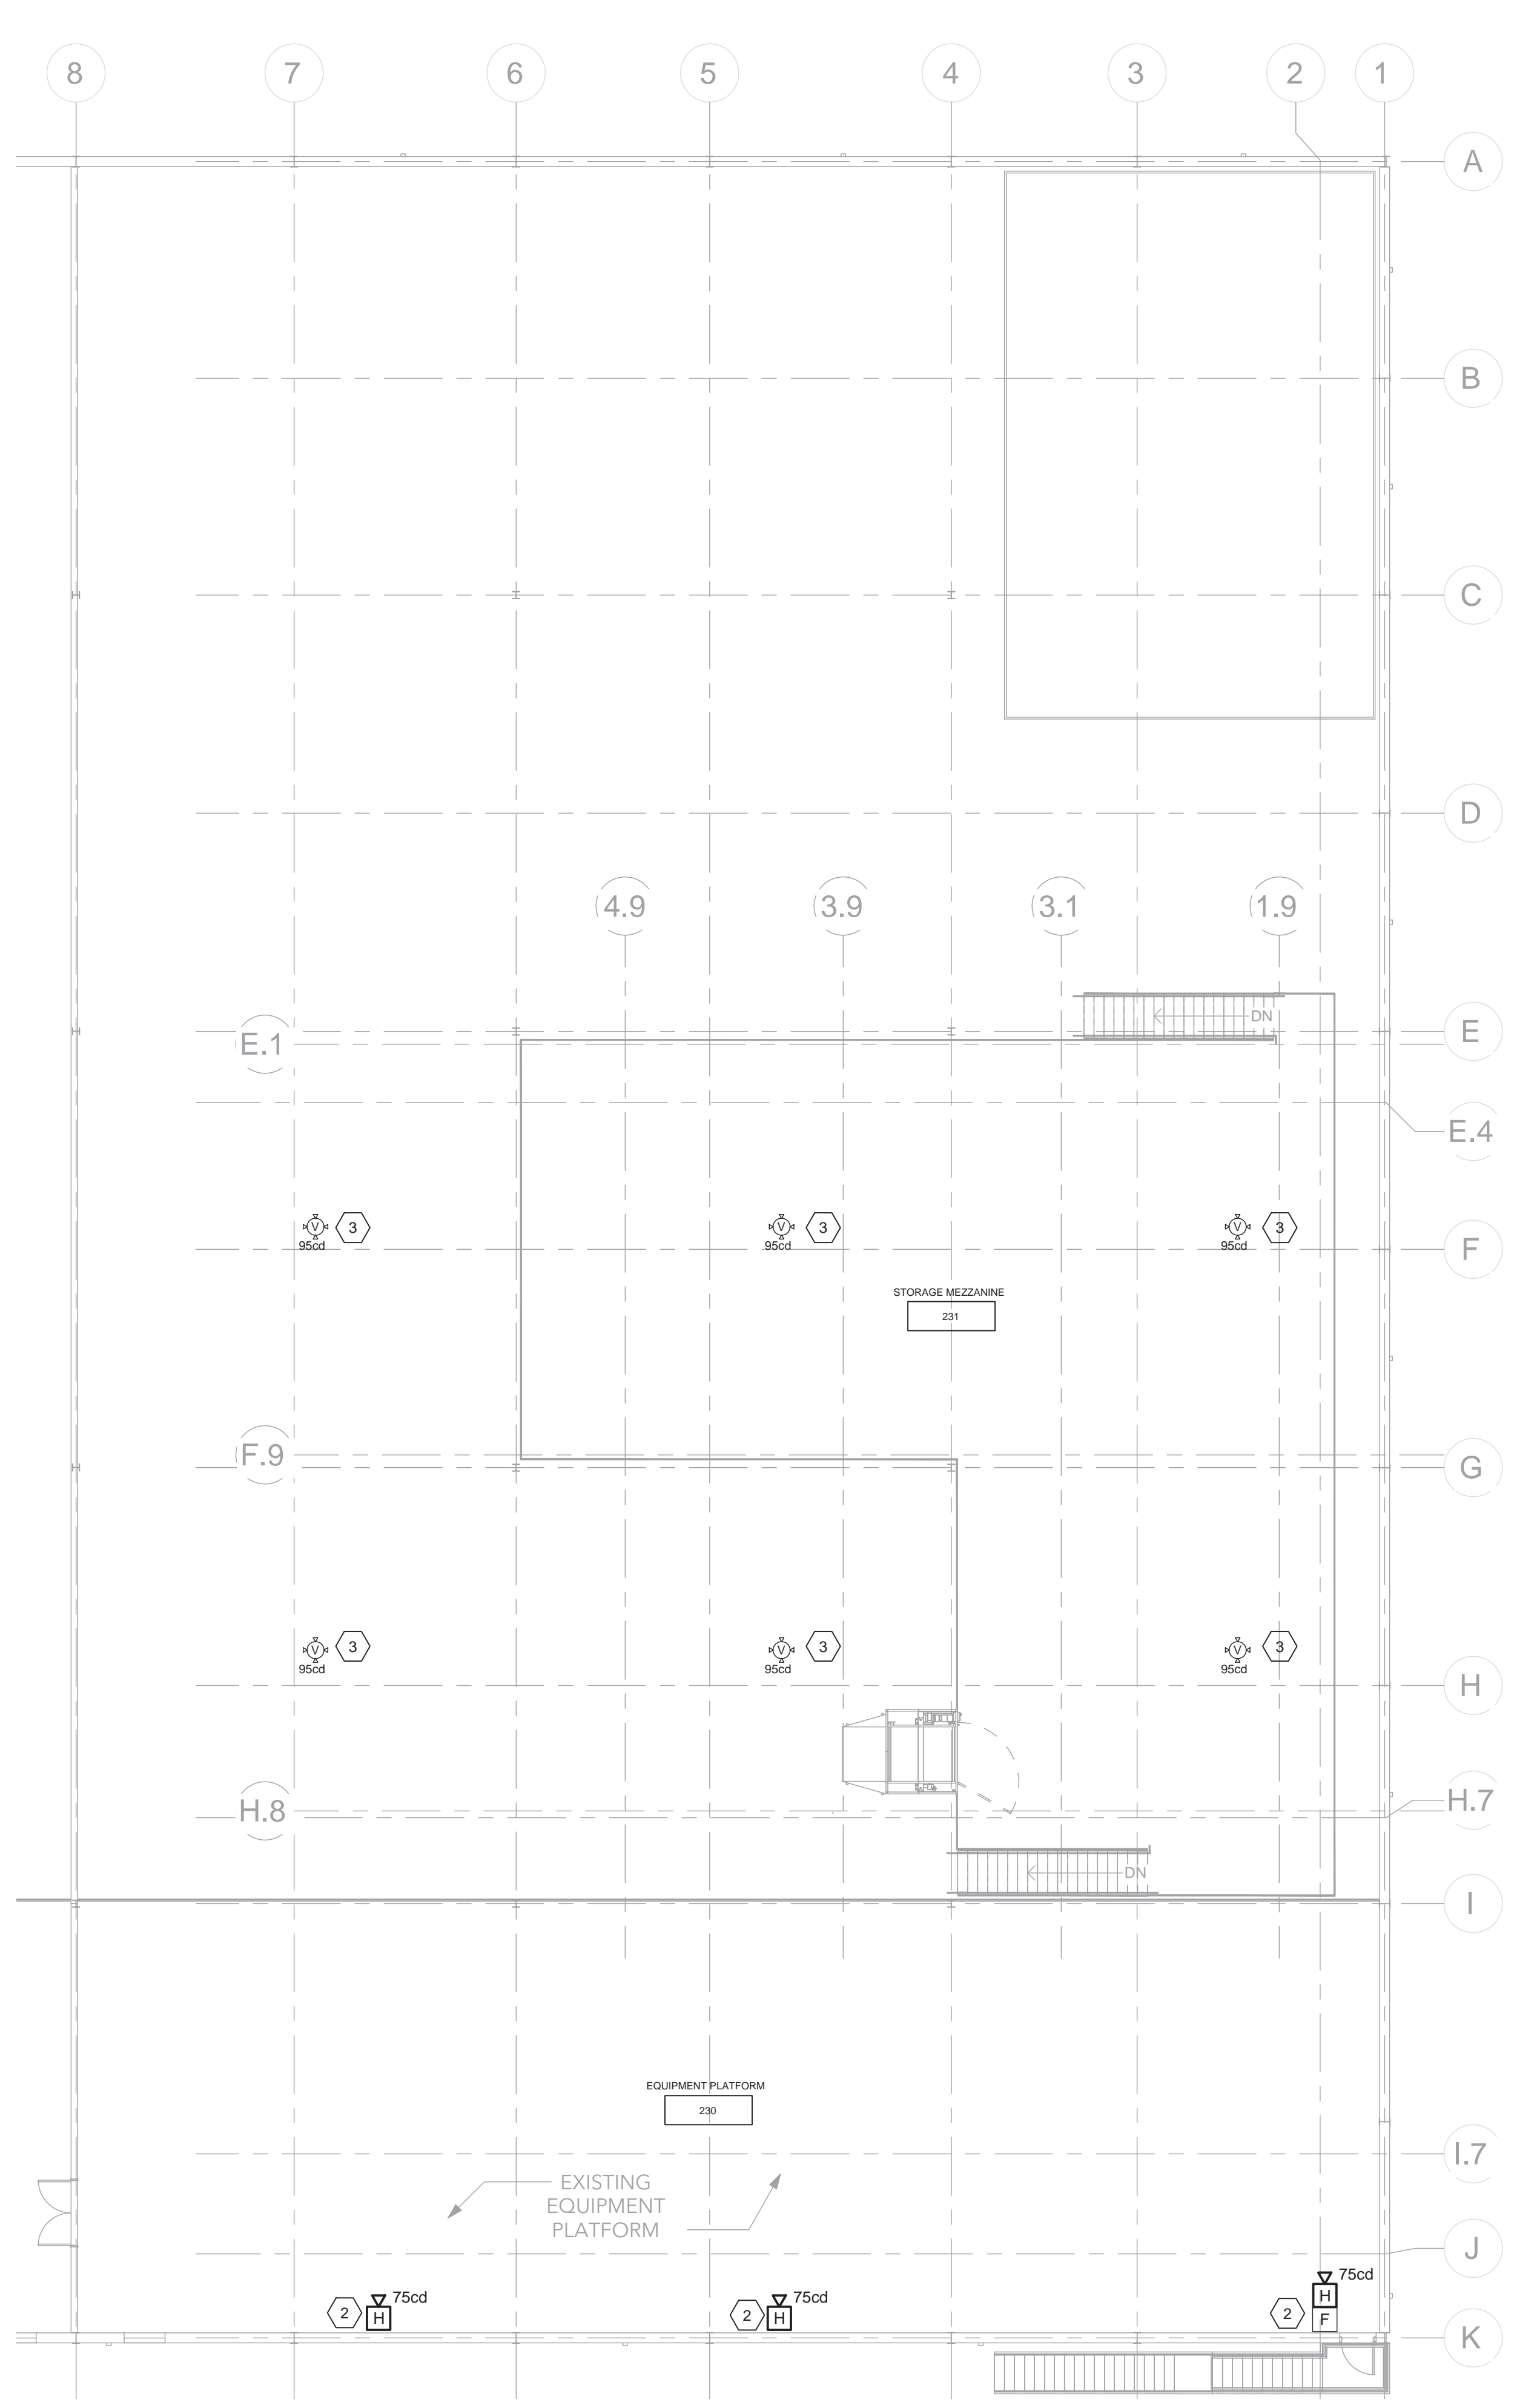 8 7 6 5 4 3 2 1
A
B
C
D
4.9 3.9 3.1 1.9
DN
E
E.1
E.4
V 3 V 3 V 3
95cd 95cd 95cd
F
STORAGE MEZZANINE
231
F.9
G
V 3 V 3 V 3
95cd 95cd 95cd
H
H.8
H.7
DN
I
EQUIPMENT PLATFORM
230
I.7
EXISTING
EQUIPMENT
PLATFORM
J
75cd
75cd 75cd
H
2 H 2 H 2 F
K